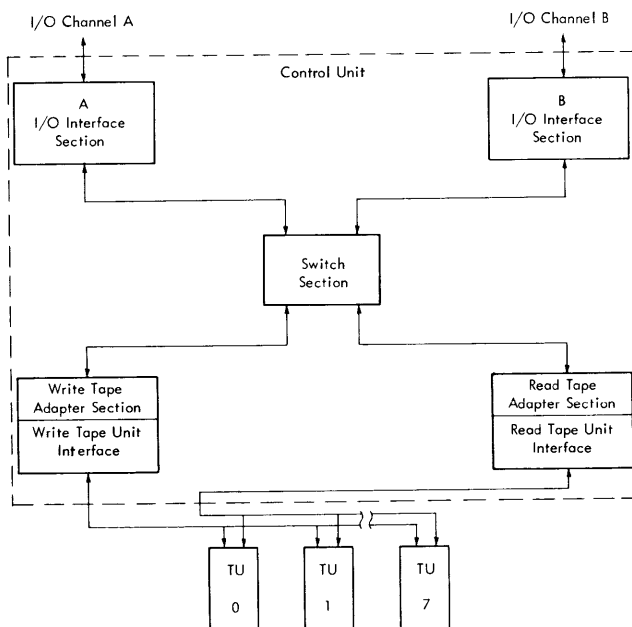 I/O Channel A
I/O Channel B
Control Unit
A
I/O Interface
Section
B
I/O Interface
Section
Switch
Section
Write Tape
Adapter Section
Write Tape Unit
Interface
Read Tape
Adapter Section
Read Tape Unit
Interface
TU
0
TU
1
TU
7